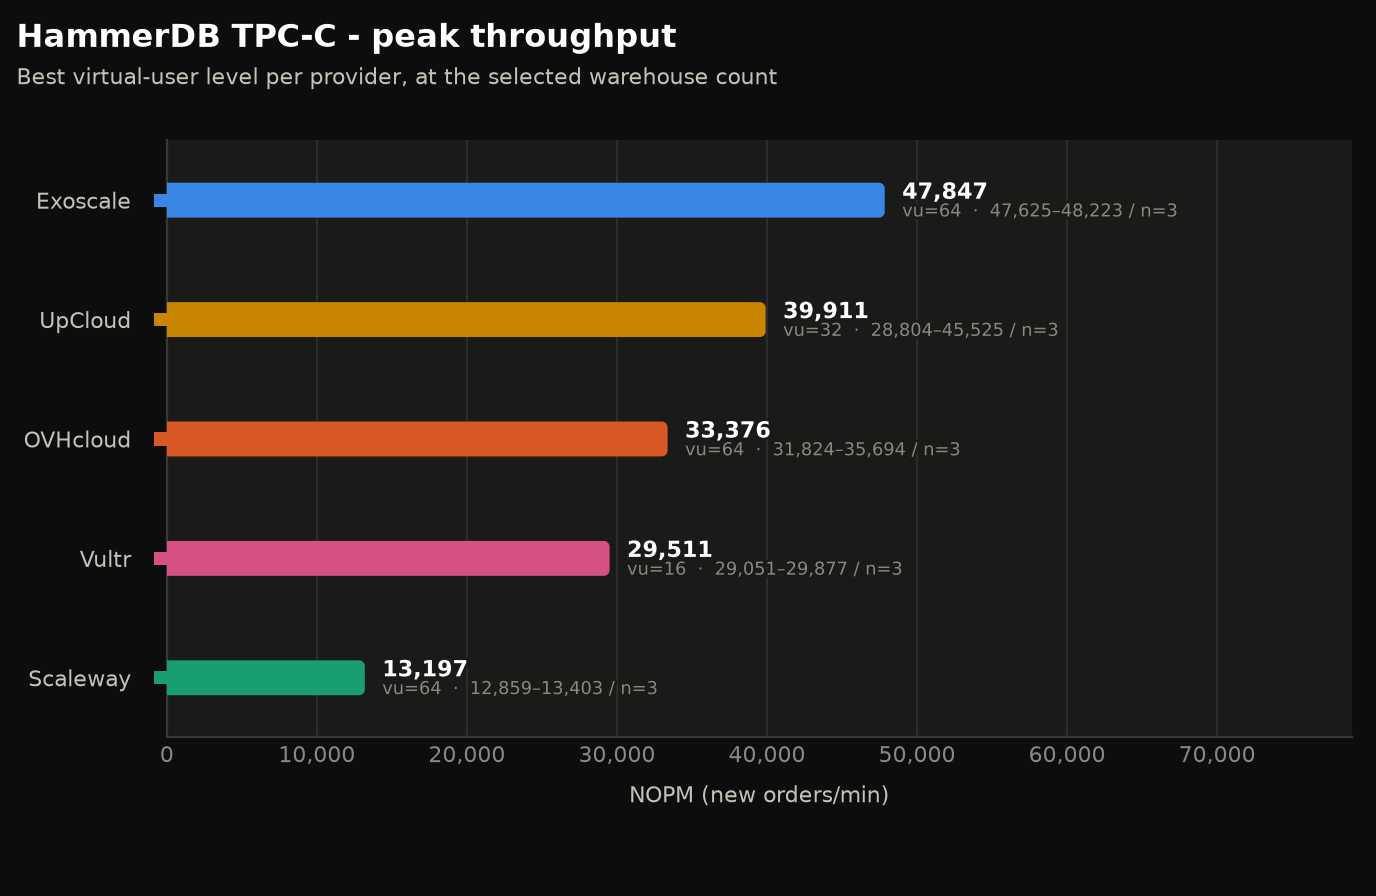 HammerDB TPC-C - peak throughput
Best virtual-user level per provider, at the selected warehouse count
Exoscale
47,847
vu=64 · 47,625–48,223 / n=3
UpCloud
39,911
vu=32 · 28,804–45,525 / n=3
OVHcloud
33,376
vu=64 · 31,824–35,694 / n=3
Vultr
29,511
vu=16 · 29,051–29,877 / n=3
Scaleway
13,197
vu=64 · 12,859–13,403 / n=3
0 10,000 20,000 30,000 40,000 50,000 60,000 70,000
NOPM (new orders/min)